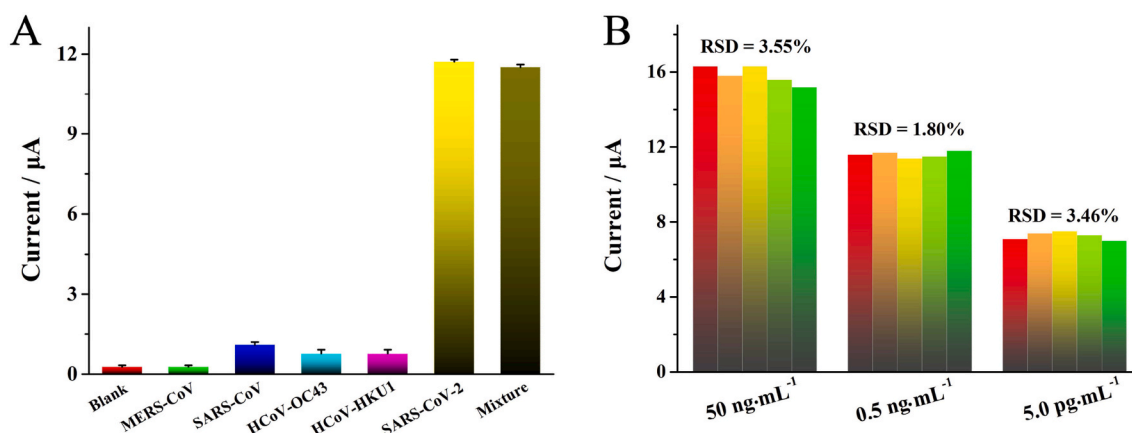 A
Current / μA
12
9
6
3
0
Blank
MERS-CoV
SARS-CoV
HCoV-OC43
HCoV-HKU1
SARS-CoV-2
Mixture
B
Current / μA
16
12
8
4
0
RSD = 3.55%
RSD = 1.80%
RSD = 3.46%
50 ng·mL⁻¹
0.5 ng·mL⁻¹
5.0 pg·mL⁻¹